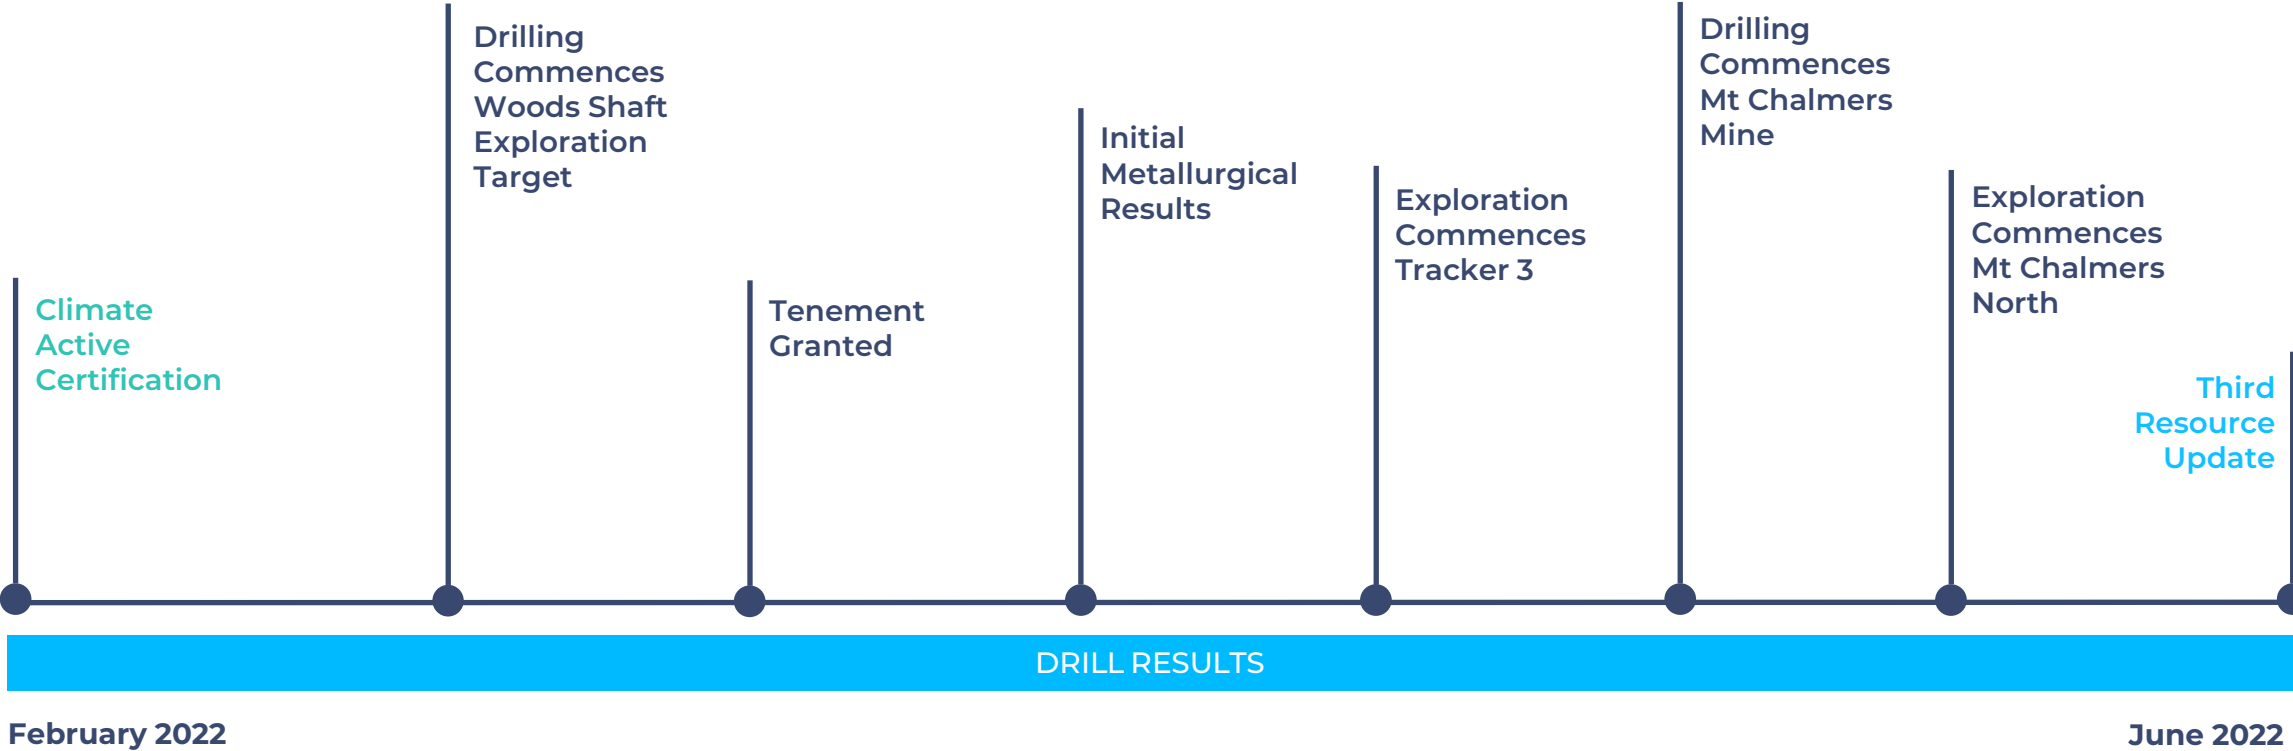 Climate
Active
Certification
Drilling
Commences
Woods Shaft
Exploration
Target
Tenement
Granted
Initial
Metallurgical
Results
Exploration
Commences
Tracker 3
Drilling
Commences
Mt Chalmers
Mine
Exploration
Commences
Mt Chalmers
North
Third
Resource
Update
DRILL RESULTS
February 2022
June 2022